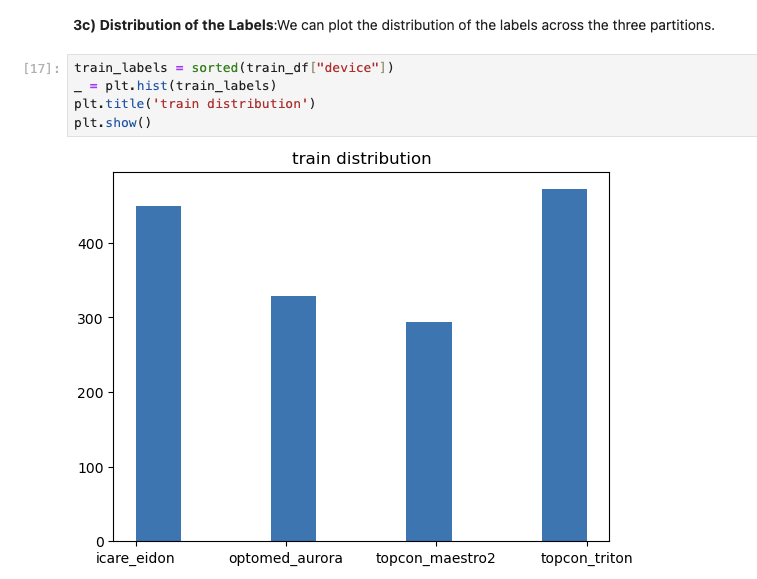 3c) Distribution of the Labels:We can plot the distribution of the labels across the three partitions.
[17]:
train_labels = sorted(train_df["device"])
_ = plt.hist(train_labels)
plt.title('train distribution')
plt.show()
train distribution
400
300
200
100
0
icare_eidon optomed_aurora topcon_maestro2 topcon_triton